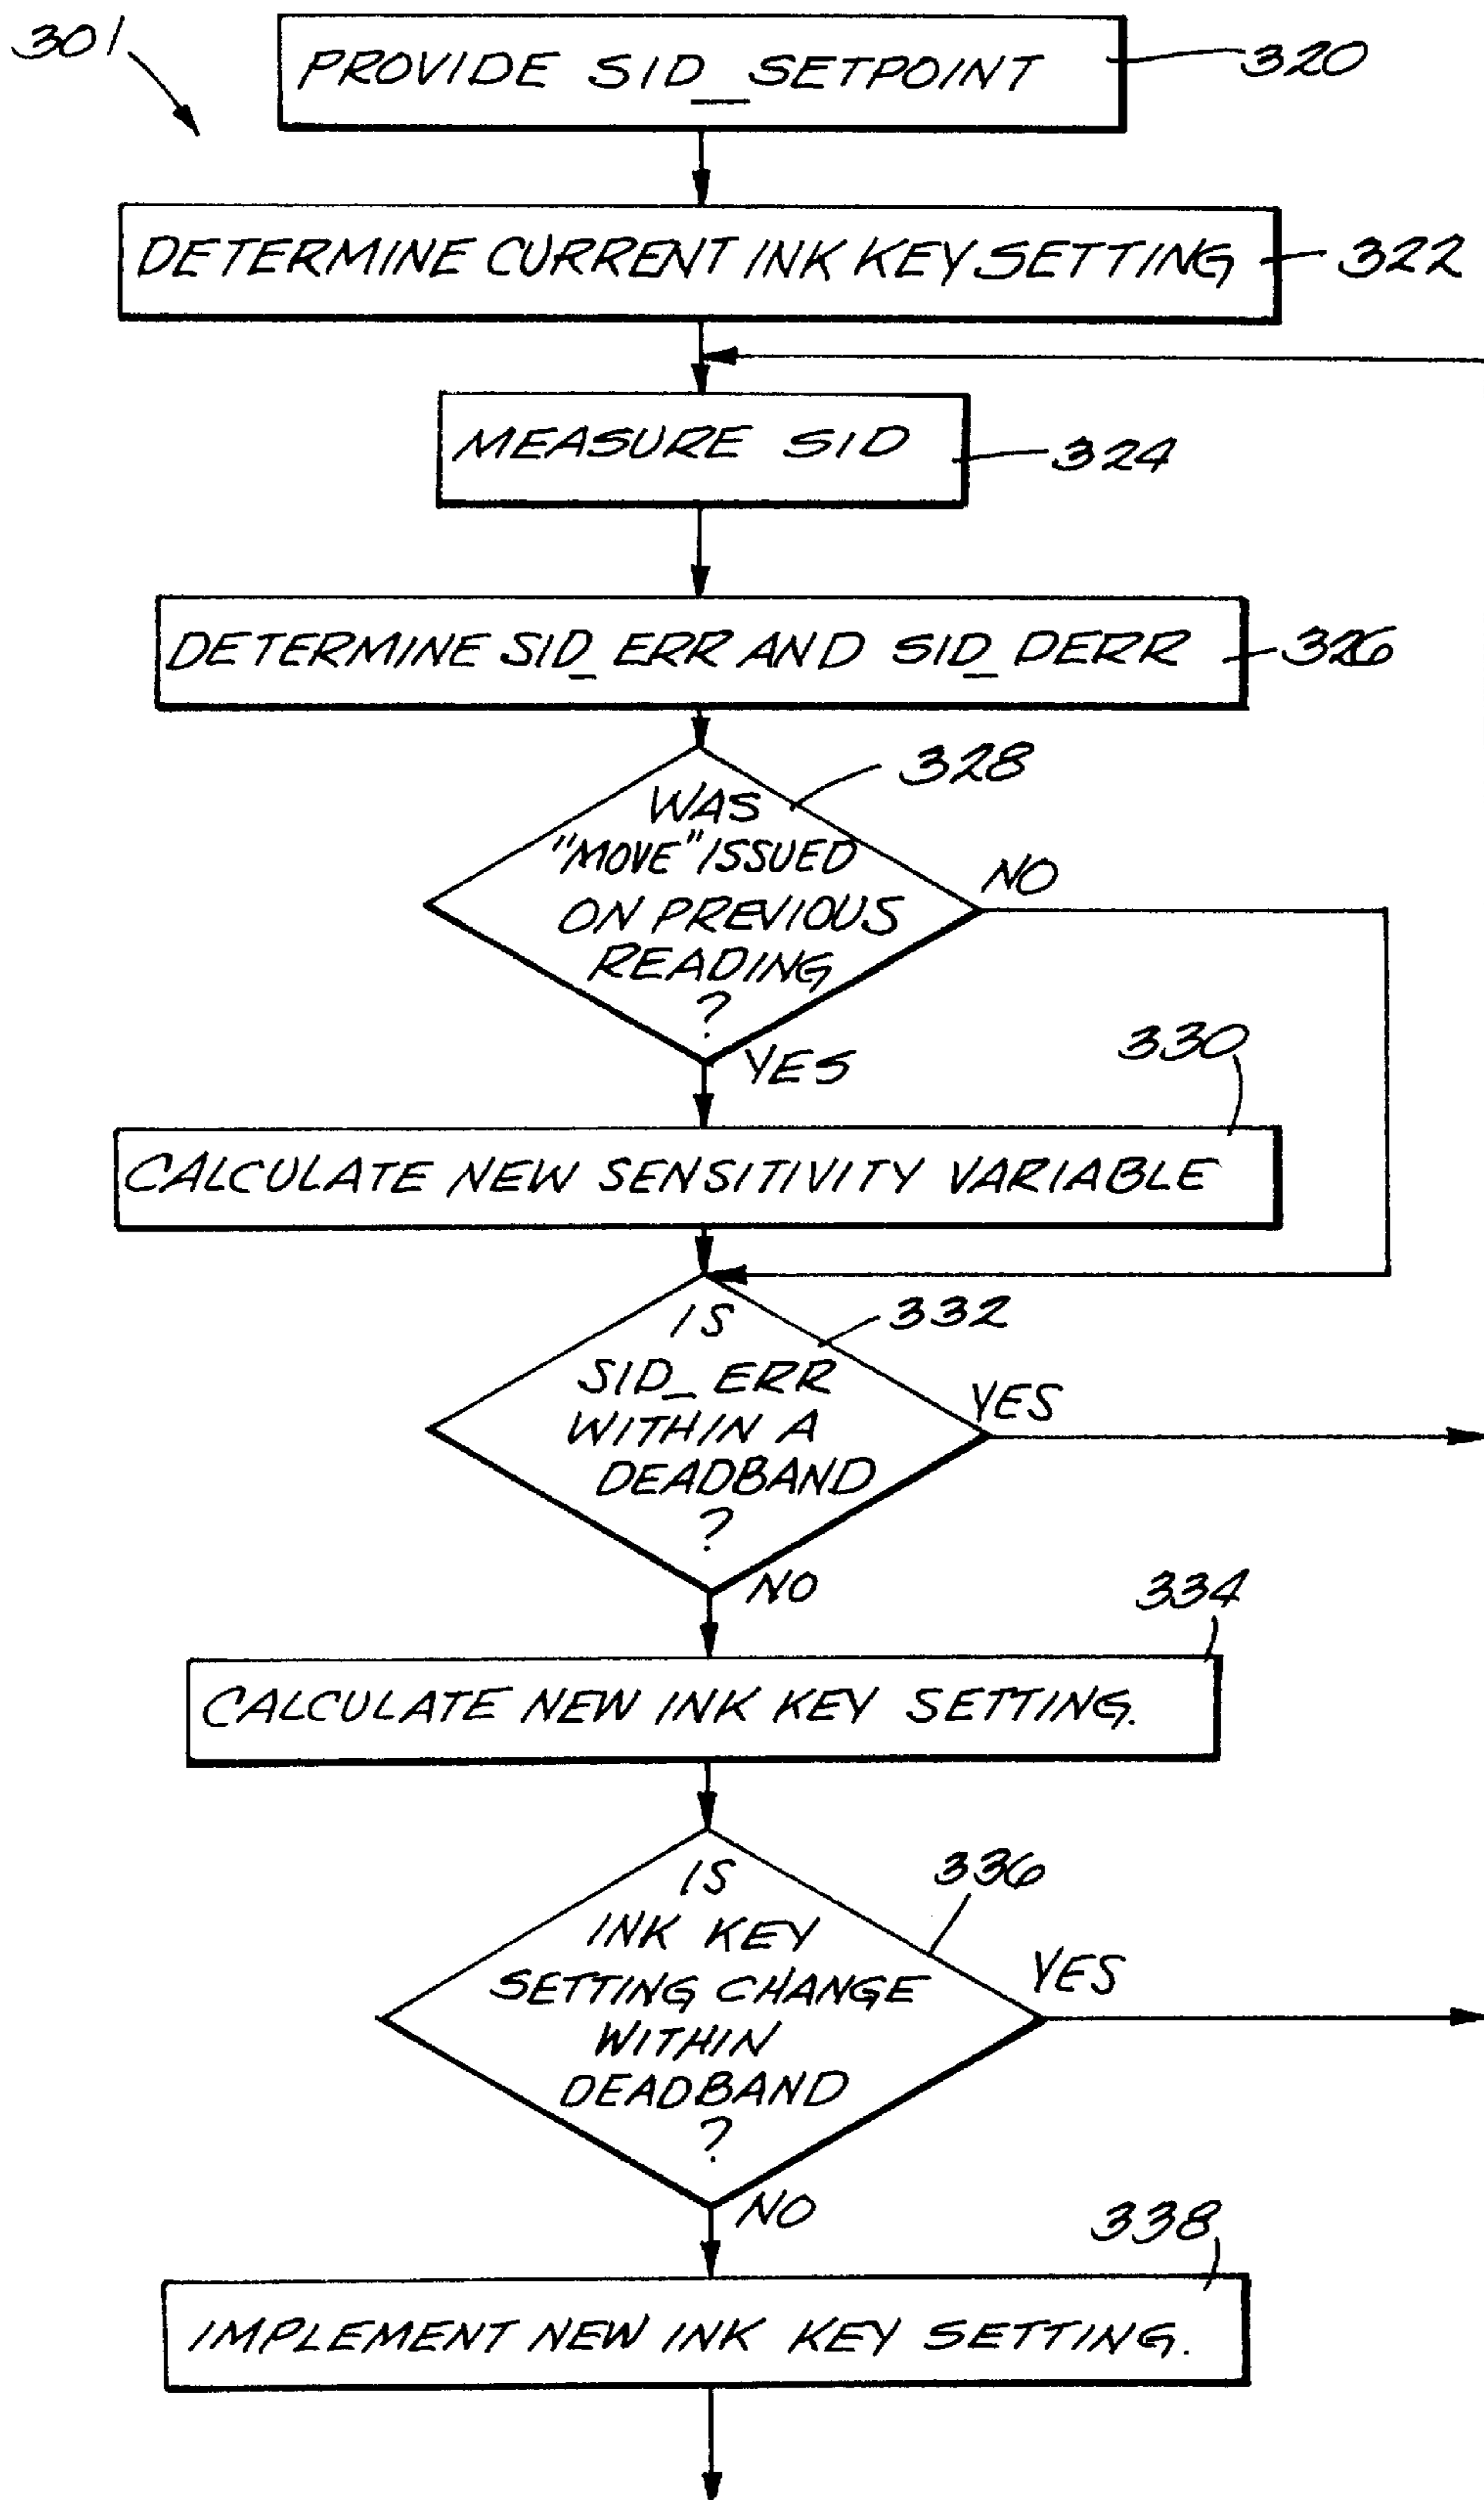 301
PROVIDE SID_SETPOINT
320
DETERMINE CURRENT INK KEY SETTING
322
MEASURE SID
324
DETERMINE SID_ERR AND SID_DERR
326
328
WAS
"MOVE" ISSUED
ON PREVIOUS
READING
?
NO
YES
330
CALCULATE NEW SENSITIVITY VARIABLE
332
IS
SID_ERR
WITHIN A
DEADBAND
?
YES
NO
334
CALCULATE NEW INK KEY SETTING.
336
IS
INK KEY
SETTING CHANGE
WITHIN
DEADBAND
?
YES
NO
338
IMPLEMENT NEW INK KEY SETTING.